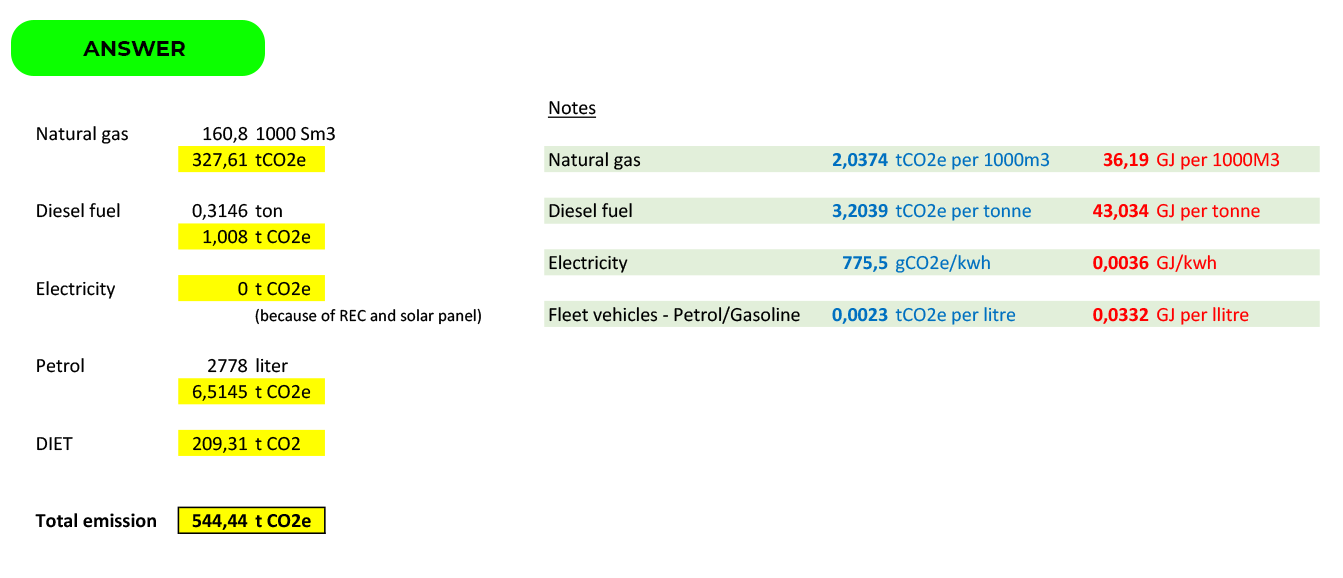 ANSWER
Notes
Natural gas 160,8 1000 Sm3
327,61 tCO2e
Natural gas 2,0374 tCO2e per 1000m3 36,19 GJ per 1000M3
Diesel fuel 0,3146 ton
Diesel fuel 3,2039 tCO2e per tonne 43,034 GJ per tonne
1,008 t CO2e
Electricity 775,5 gCO2e/kwh 0,0036 GJ/kwh
Electricity 0 t CO2e
(because of REC and solar panel)
Fleet vehicles - Petrol/Gasoline 0,0023 tCO2e per litre 0,0332 GJ per llitre
Petrol 2778 liter
6,5145 t CO2e
DIET 209,31 t CO2
Total emission 544,44 t CO2e